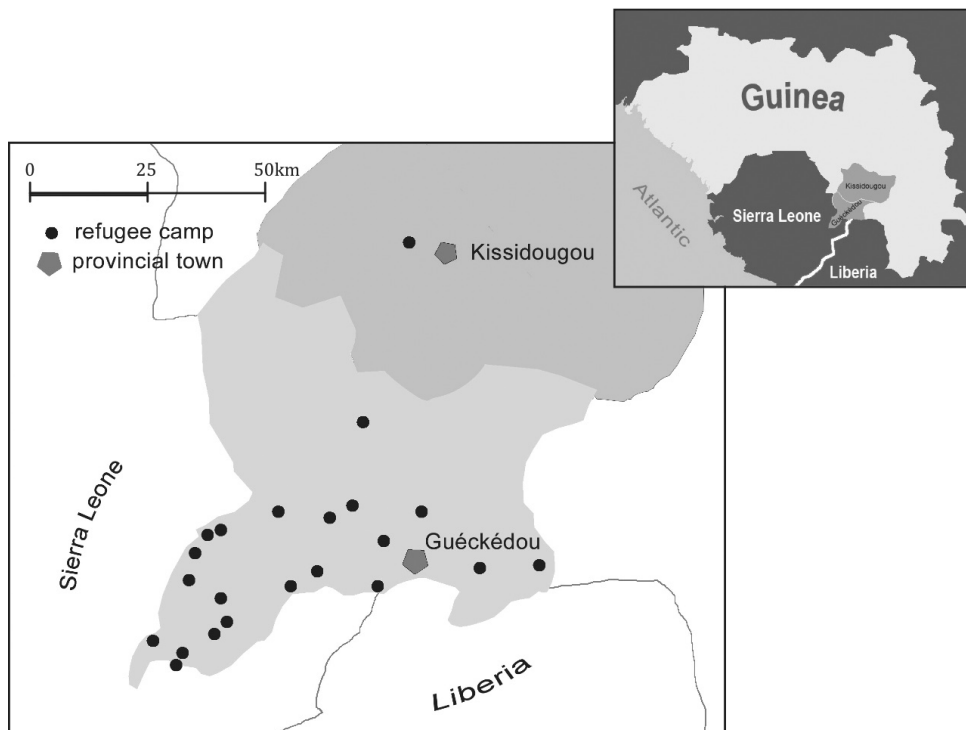 Guinea
Atlantic
Sierra Leone
Kissidougou
Guéckédou
Liberia
0 25 50km
refugee camp
provincial town
Kissidougou
Sierra Leone
Guéckédou
Liberia